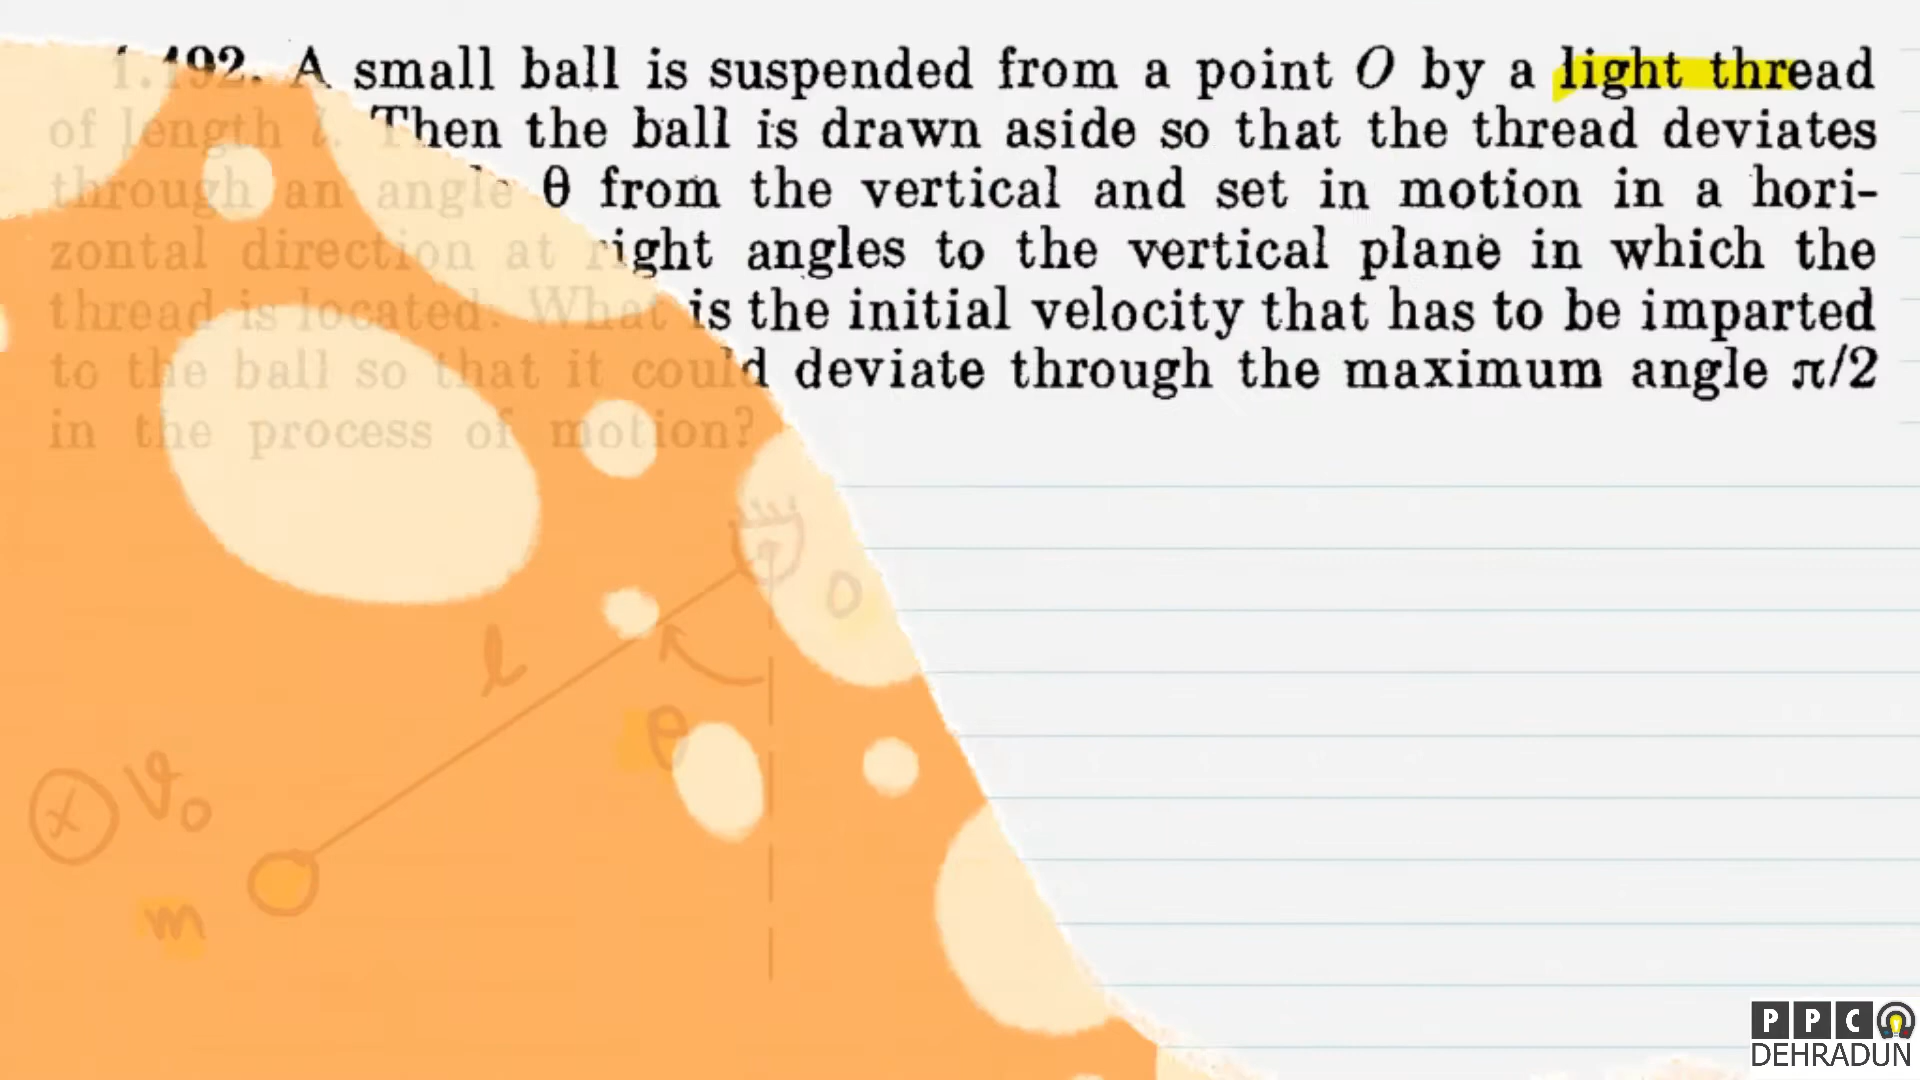 1.192. A small ball is suspended from a point O by a light thread
of length l. Then the ball is drawn aside so that the thread deviates
through an angle θ from the vertical and set in motion in a hori-
zontal direction at right angles to the vertical plane in which the
thread is located. What is the initial velocity that has to be imparted
to the ball so that it could deviate through the maximum angle π/2
in the process of motion?
O
l
θ
v₀
m
PPC
DEHRADUN